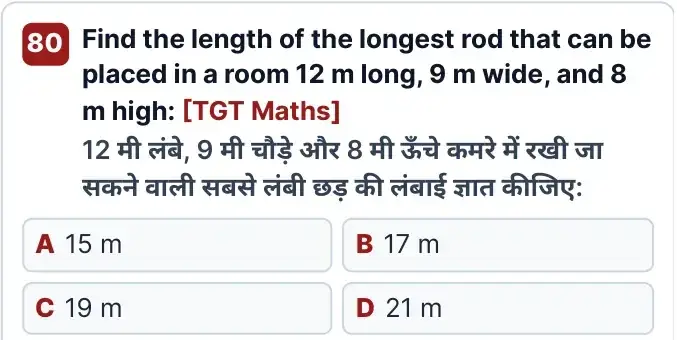 80 Find the length of the longest rod that can be
placed in a room 12 m long, 9 m wide, and 8
m high: [TGT Maths]
12 मी लंबे, 9 मी चौड़े और 8 मी ऊँचे कमरे में रखी जा
सकने वाली सबसे लंबी छड़ की लंबाई ज्ञात कीजिए:
A 15 m
B 17 m
C 19 m
D 21 m